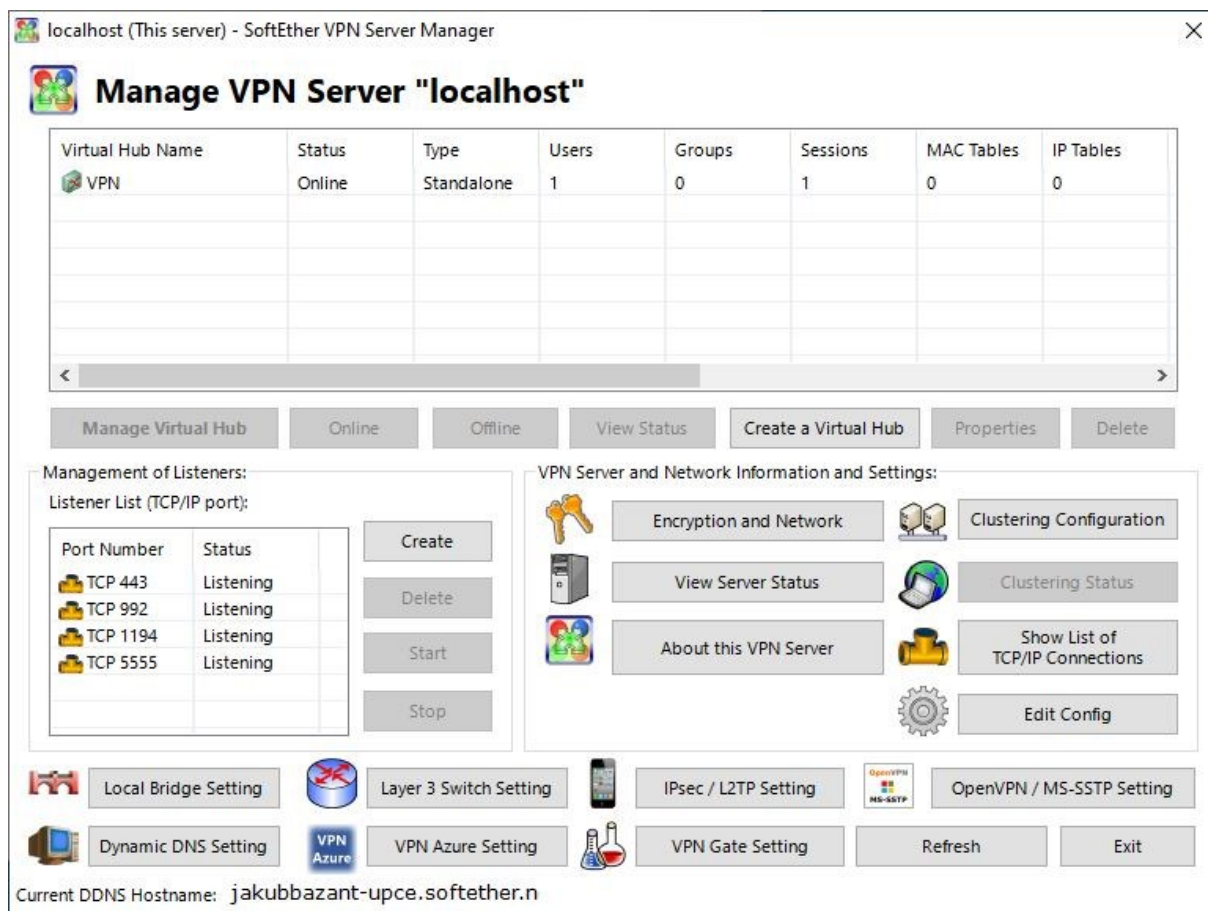 localhost (This server) - SoftEther VPN Server Manager
Manage VPN Server "localhost"
Virtual Hub Name Status Type Users Groups Sessions MAC Tables IP Tables
VPN Online Standalone 1 0 1 0 0
Manage Virtual Hub Online Offline View Status Create a Virtual Hub Properties Delete
Management of Listeners:
Listener List (TCP/IP port):
Port Number Status
TCP 443 Listening
TCP 992 Listening
TCP 1194 Listening
TCP 5555 Listening
Create
Delete
Start
Stop
VPN Server and Network Information and Settings:
Encryption and Network
Clustering Configuration
View Server Status
Clustering Status
About this VPN Server
Show List of
TCP/IP Connections
Edit Config
Local Bridge Setting
Layer 3 Switch Setting
IPsec / L2TP Setting
OpenVPN
MS-SSTP
OpenVPN / MS-SSTP Setting
Dynamic DNS Setting
VPN
Azure
VPN Azure Setting
VPN Gate Setting
Refresh
Exit
Current DDNS Hostname: jakubbazant-upce.softether.n